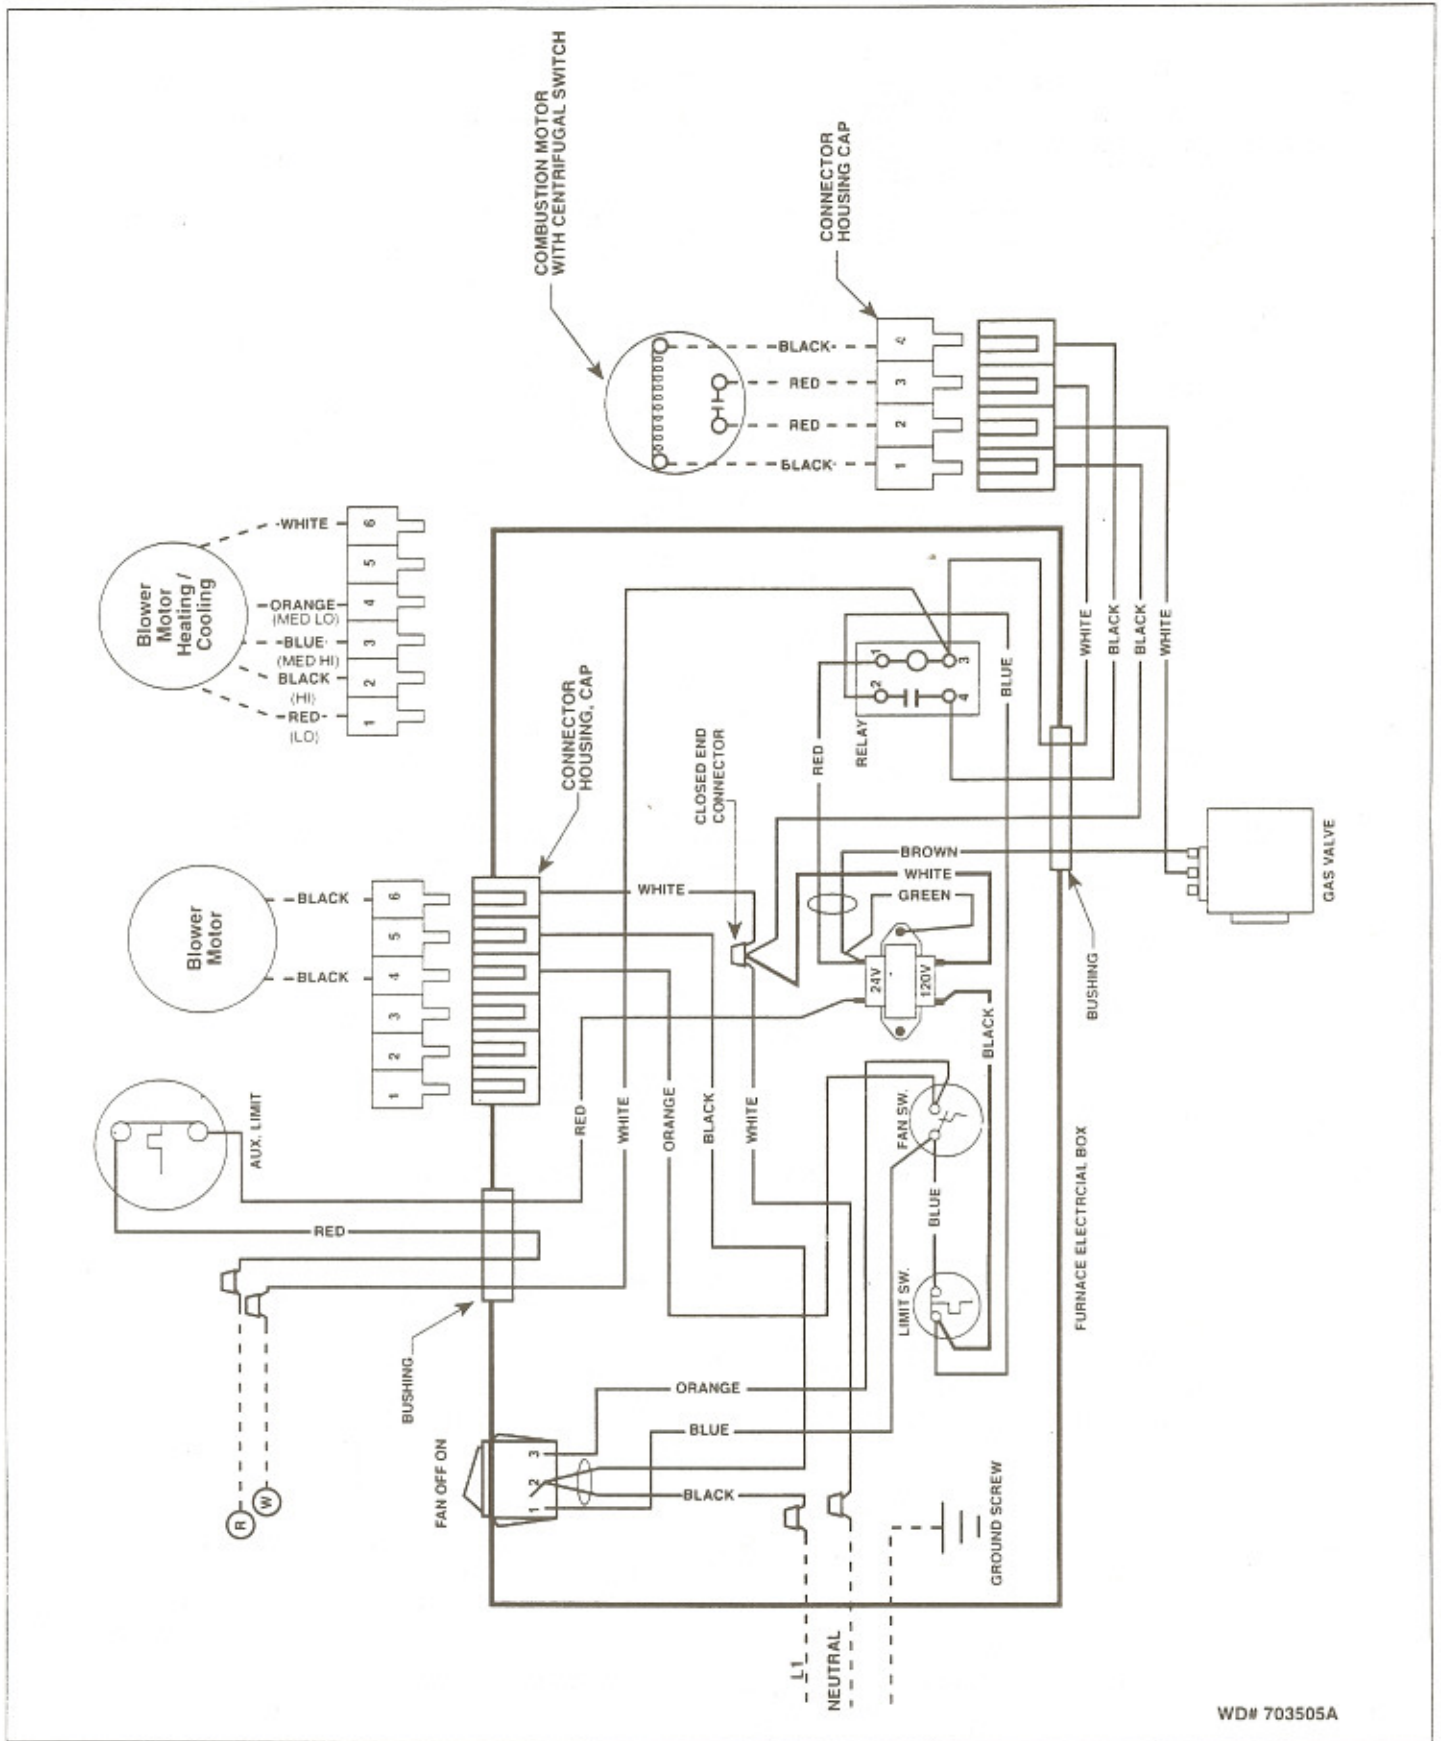 COMBUSTION MOTOR
WITH CENTRIFUGAL SWITCH
CONNECTOR
HOUSING CAP
BLACK
RED
RED
BLACK
4
3
2
1
Blower
Motor
Heating /
Cooling
WHITE
ORANGE
(MED LO)
BLUE
(MED HI)
BLACK
(HI)
RED
(LO)
6
5
4
3
2
1
CONNECTOR
HOUSING, CAP
CLOSED END
CONNECTOR
RED
RELAY
1
2
3
4
BLUE
WHITE
BLACK
BLACK
WHITE
Blower
Motor
BLACK
BLACK
6
5
4
3
2
1
WHITE
BROWN
WHITE
GREEN
24V
120V
BLACK
BUSHING
GAS VALVE
AUX. LIMIT
RED
RED
WHITE
ORANGE
BLACK
WHITE
FAN SW.
BLUE
LIMIT SW.
FURNACE ELECTRCIAL BOX
BUSHING
R
W
FAN OFF ON
3
2
1
ORANGE
BLUE
BLACK
GROUND SCREW
L1
NEUTRAL
WD# 703505A